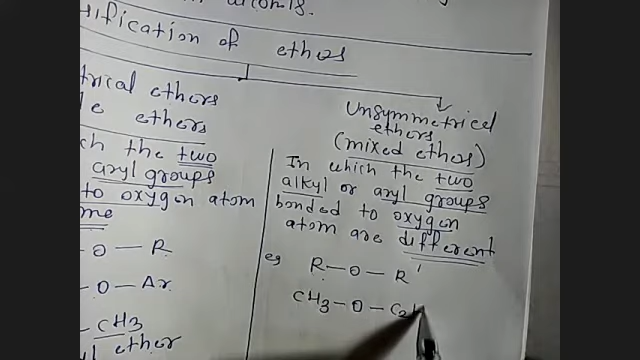 ification of ethers
trical ethers
le ethers
ch the two
aryl groups
to oxygen atom
me
O — R
O — Ar
CH3
ether
Unsymmetrical
ethers
(mixed ethers)
In which the two
alkyl or aryl groups
bonded to oxygen
atom are different
eg R — O — R'
CH3 — O — C2